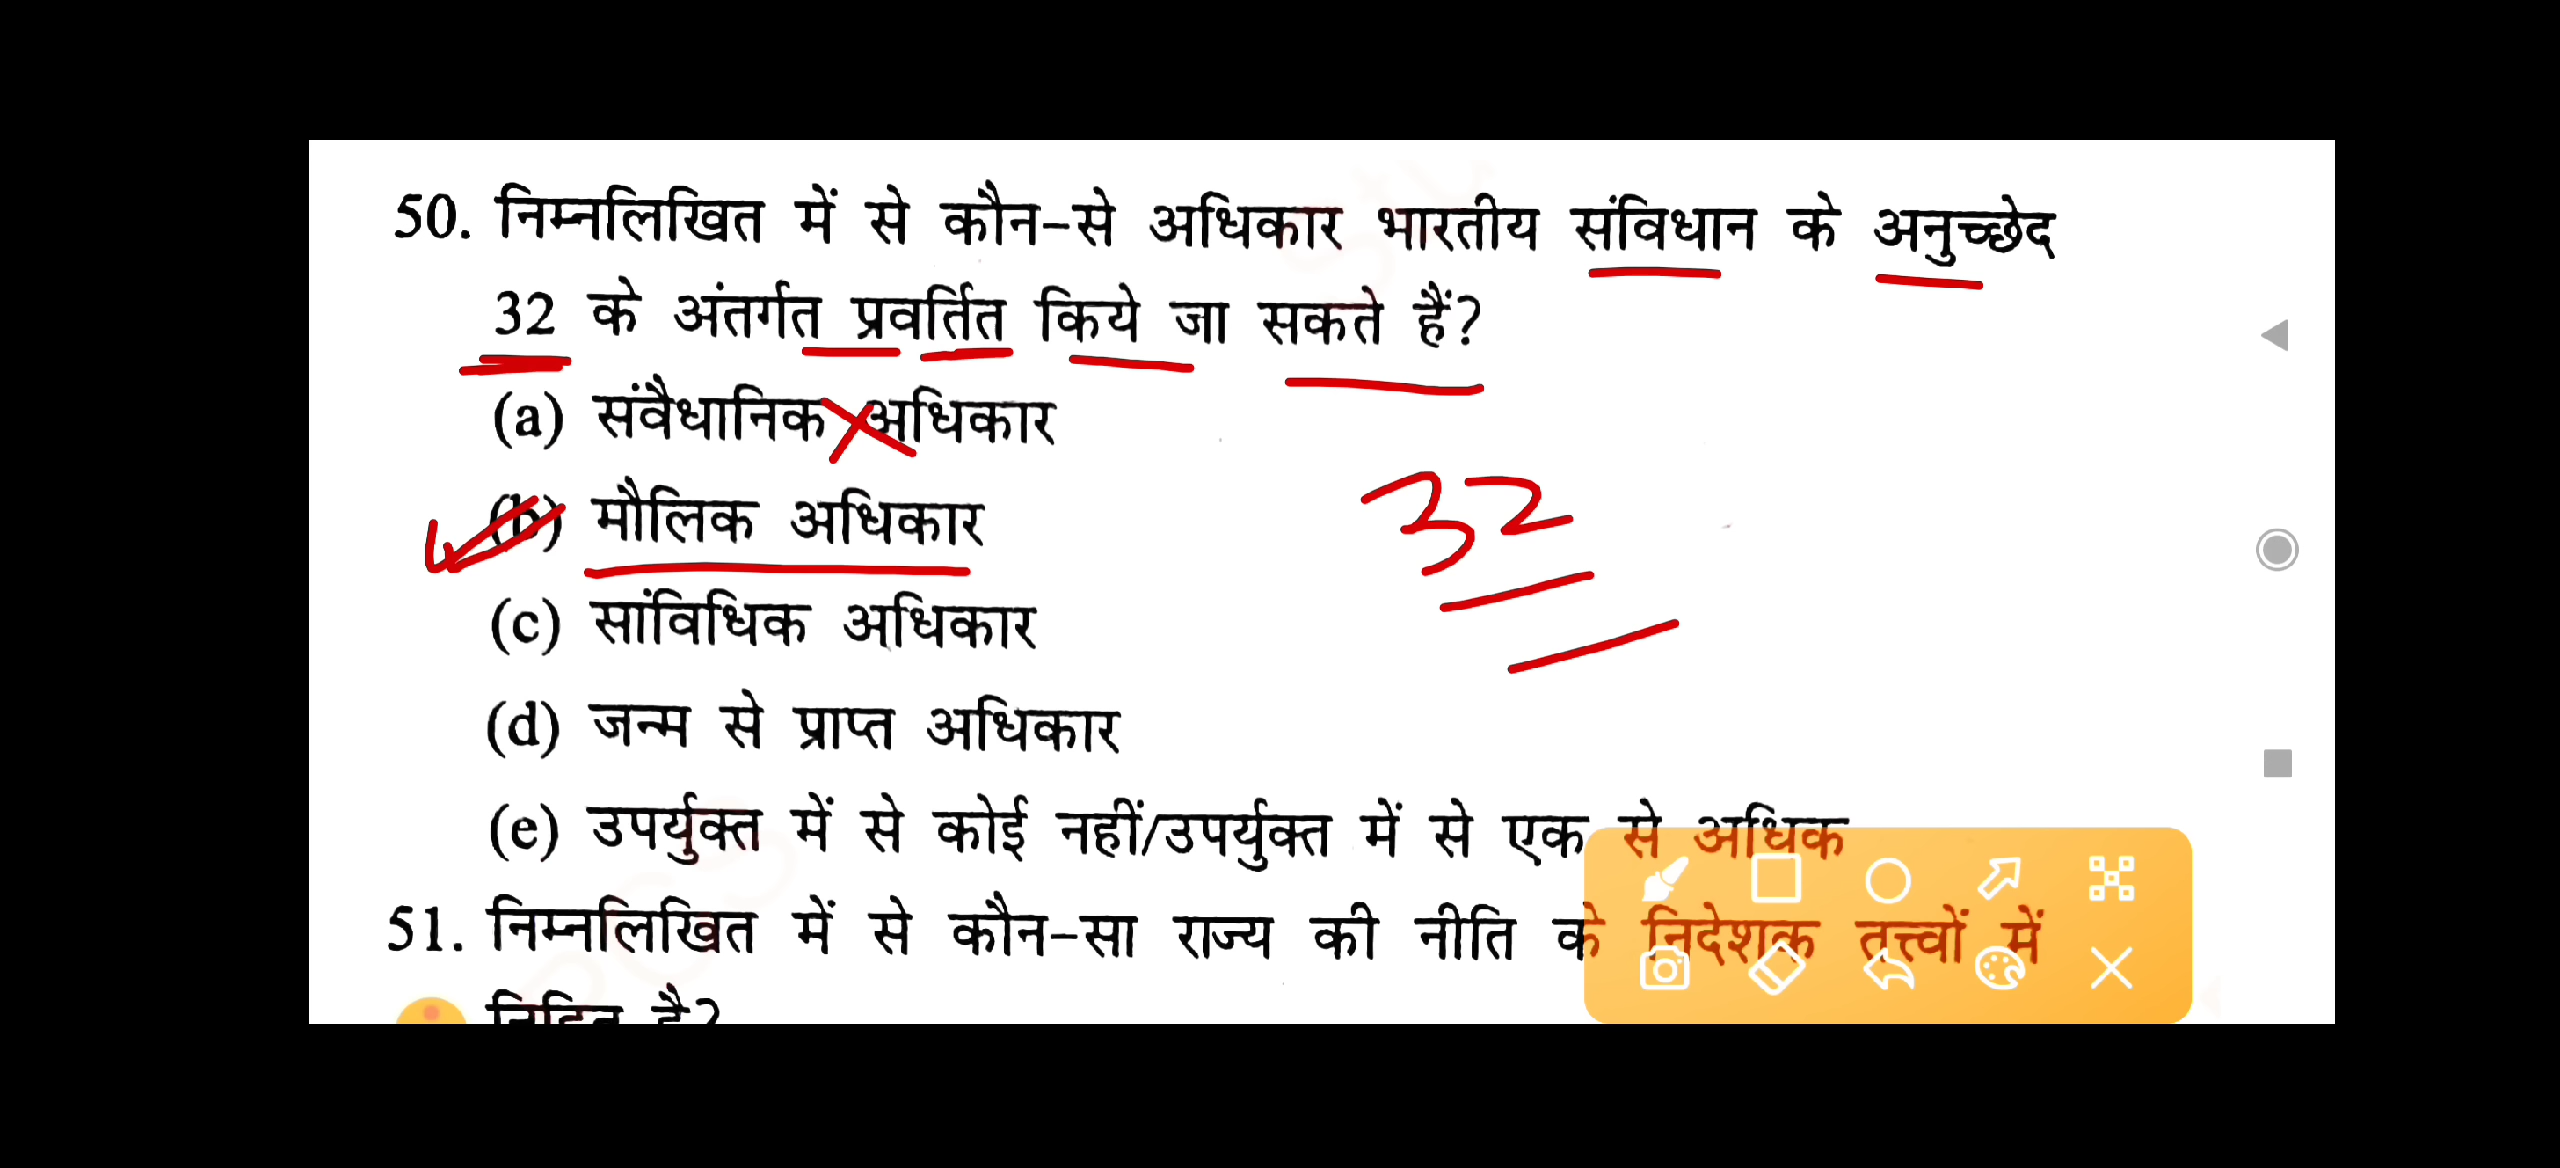 50. निम्नलिखित में से कौन-से अधिकार भारतीय संविधान के अनुच्छेद
32 के अंतर्गत प्रवर्तित किये जा सकते हैं?
(a) संवैधानिक अधिकार
(b) मौलिक अधिकार
32
(c) सांविधिक अधिकार
(d) जन्म से प्राप्त अधिकार
(e) उपर्युक्त में से कोई नहीं/उपर्युक्त में से एक से अधिक
51. निम्नलिखित में से कौन-सा राज्य की नीति के निदेशक तत्त्वों में
निहित है?